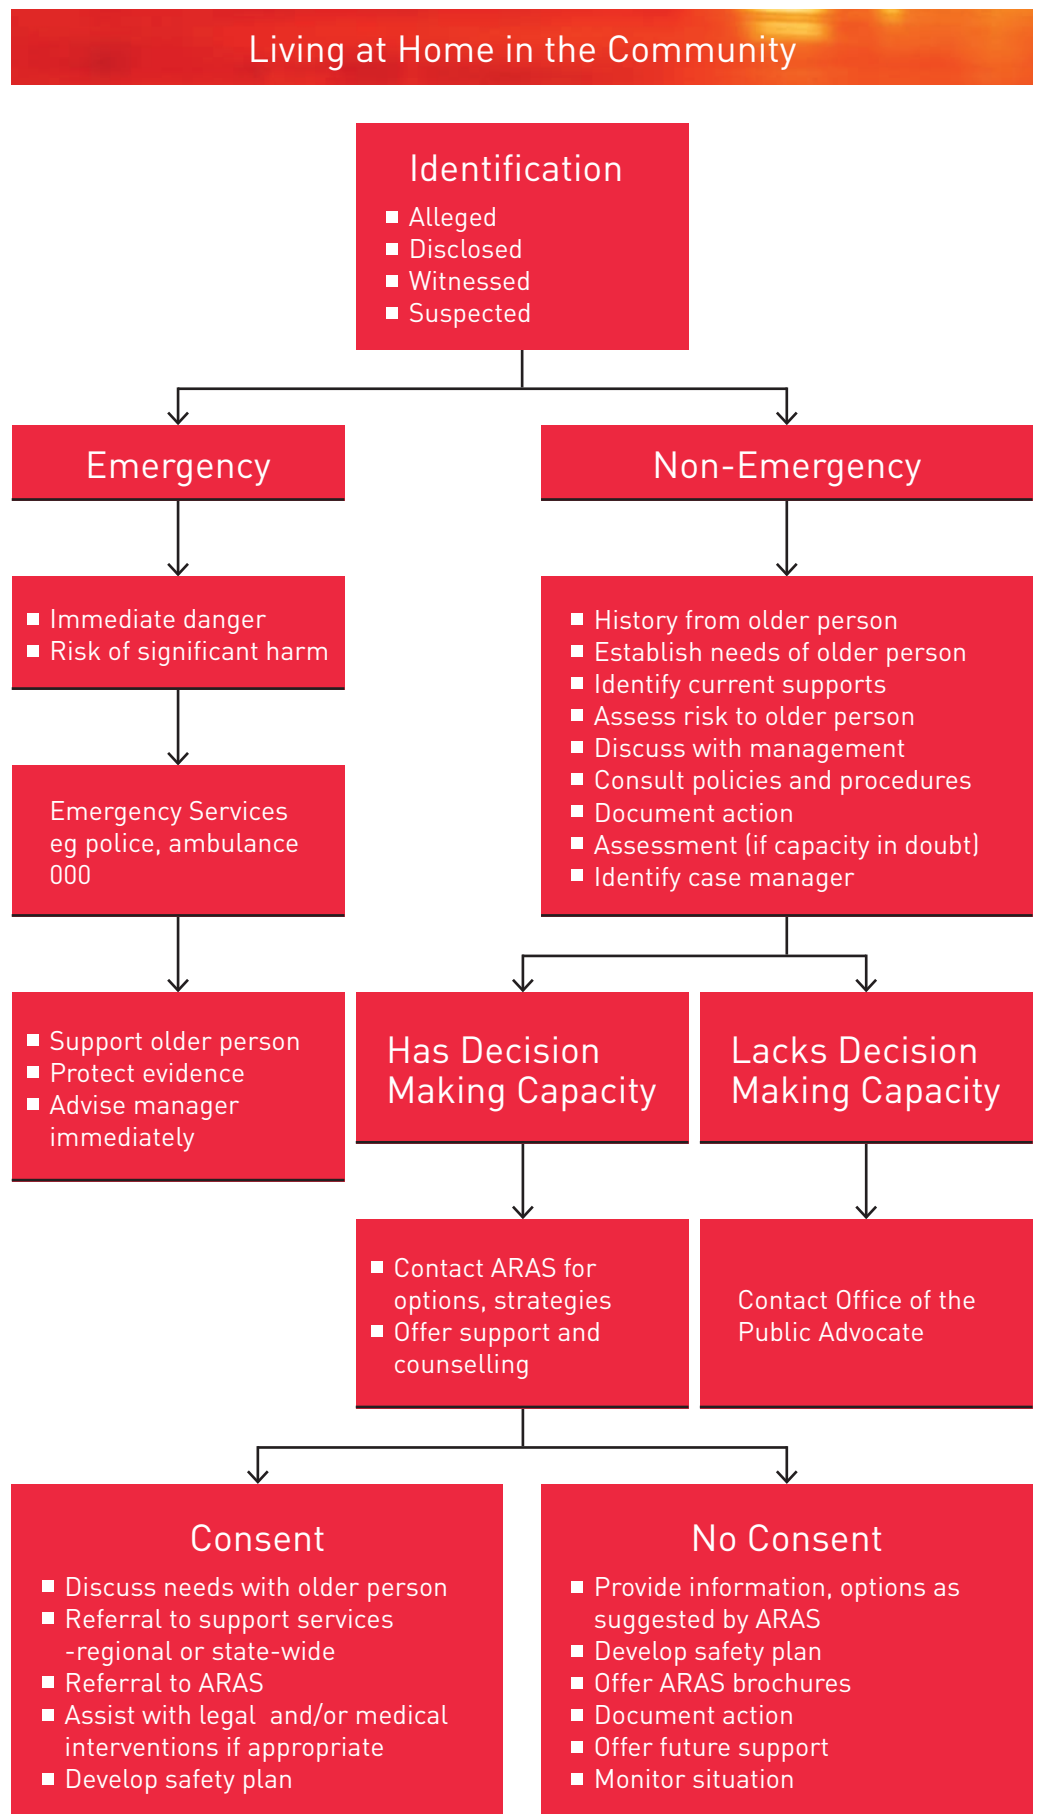 Living at Home in the Community
Identification
Alleged
Disclosed
Witnessed
Suspected
Emergency
Non-Emergency
Immediate danger
Risk of significant harm
History from older person
Establish needs of older person
Identify current supports
Assess risk to older person
Discuss with management
Consult policies and procedures
Document action
Assessment (if capacity in doubt)
Identify case manager
Emergency Services
eg police, ambulance
000
Support older person
Protect evidence
Advise manager
immediately
Has Decision
Making Capacity
Lacks Decision
Making Capacity
Contact ARAS for
options, strategies
Offer support and
counselling
Contact Office of the
Public Advocate
Consent
Discuss needs with older person
Referral to support services
-regional or state-wide
Referral to ARAS
Assist with legal  and/or medical
interventions if appropriate
Develop safety plan
No Consent
Provide information, options as
suggested by ARAS
Develop safety plan
Offer ARAS brochures
Document action
Offer future support
Monitor situation